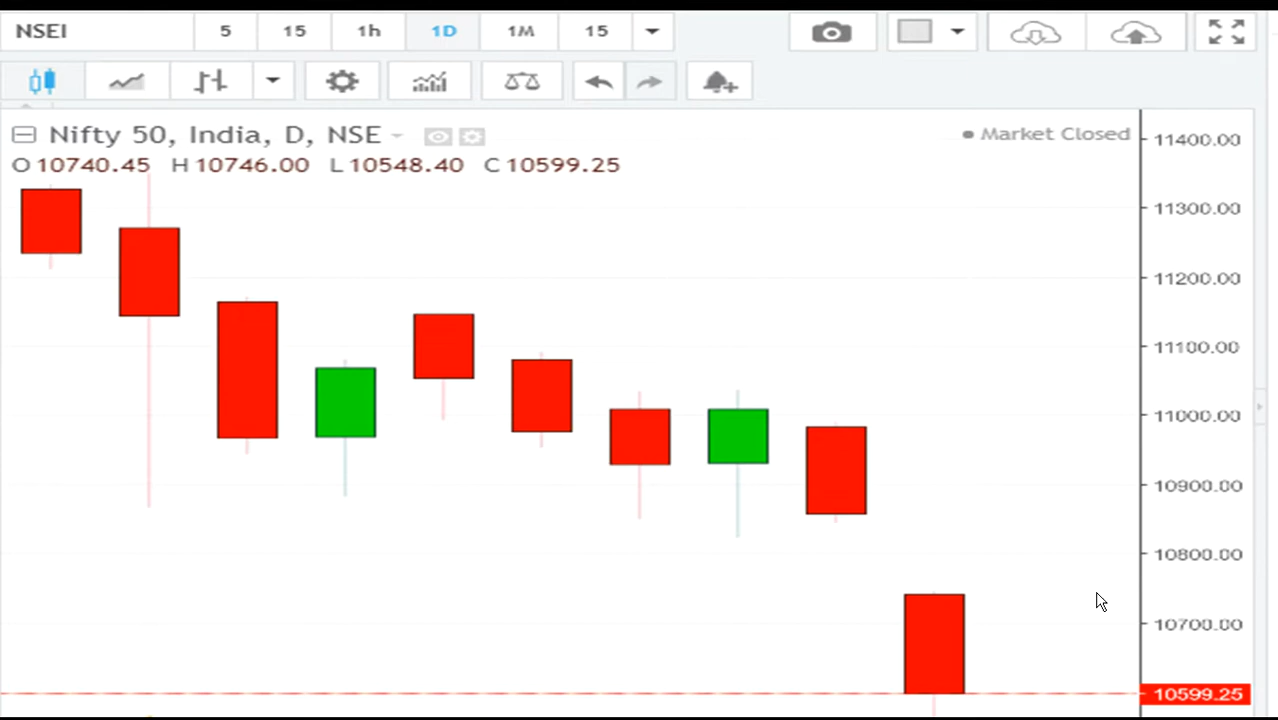 NSEI 5 15 1h 1D 1M 15
Nifty 50, India, D, NSE
Market Closed
O 10740.45 H 10746.00 L 10548.40 C 10599.25
11400.00
11300.00
11200.00
11100.00
11000.00
10900.00
10800.00
10700.00
10599.25